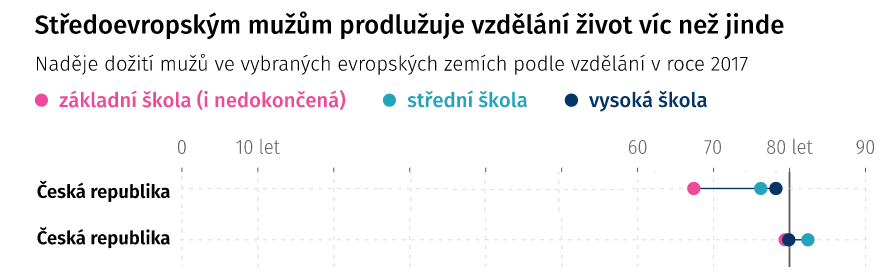 Středoevropským mužům prodlužuje vzdělání život víc než jinde
Naděje dožití mužů ve vybraných evropských zemích podle vzdělání v roce 2017
základní škola (i nedokončená) střední škola vysoká škola
0 10 let 60 70 80 let 90
Česká republika
Česká republika